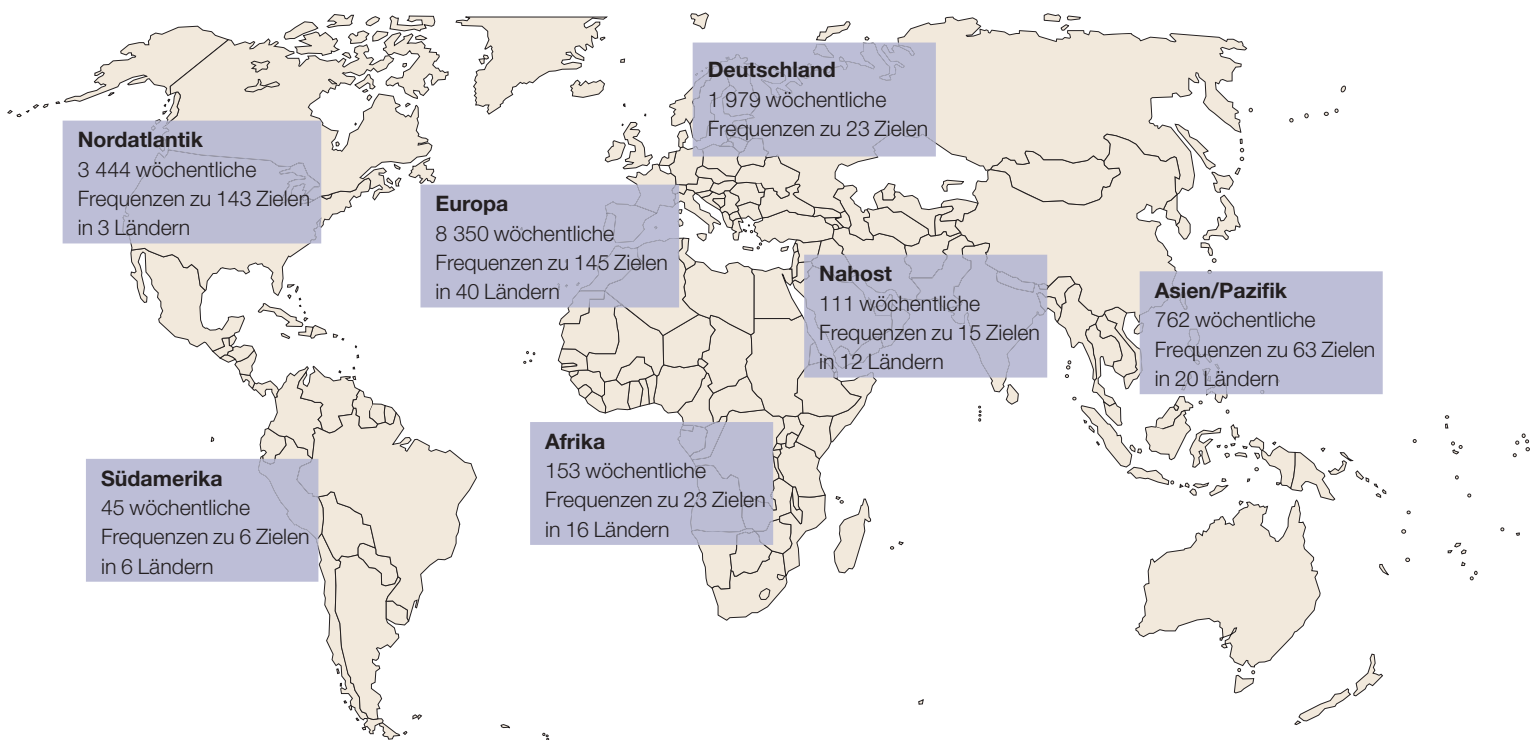 Deutschland
1 979 wöchentliche
Frequenzen zu 23 Zielen
Nordatlantik
3 444 wöchentliche
Frequenzen zu 143 Zielen
in 3 Ländern
Europa
8 350 wöchentliche
Frequenzen zu 145 Zielen
in 40 Ländern
Nahost
111 wöchentliche
Frequenzen zu 15 Zielen
in 12 Ländern
Asien/Pazifik
762 wöchentliche
Frequenzen zu 63 Zielen
in 20 Ländern
Afrika
153 wöchentliche
Frequenzen zu 23 Zielen
in 16 Ländern
Südamerika
45 wöchentliche
Frequenzen zu 6 Zielen
in 6 Ländern